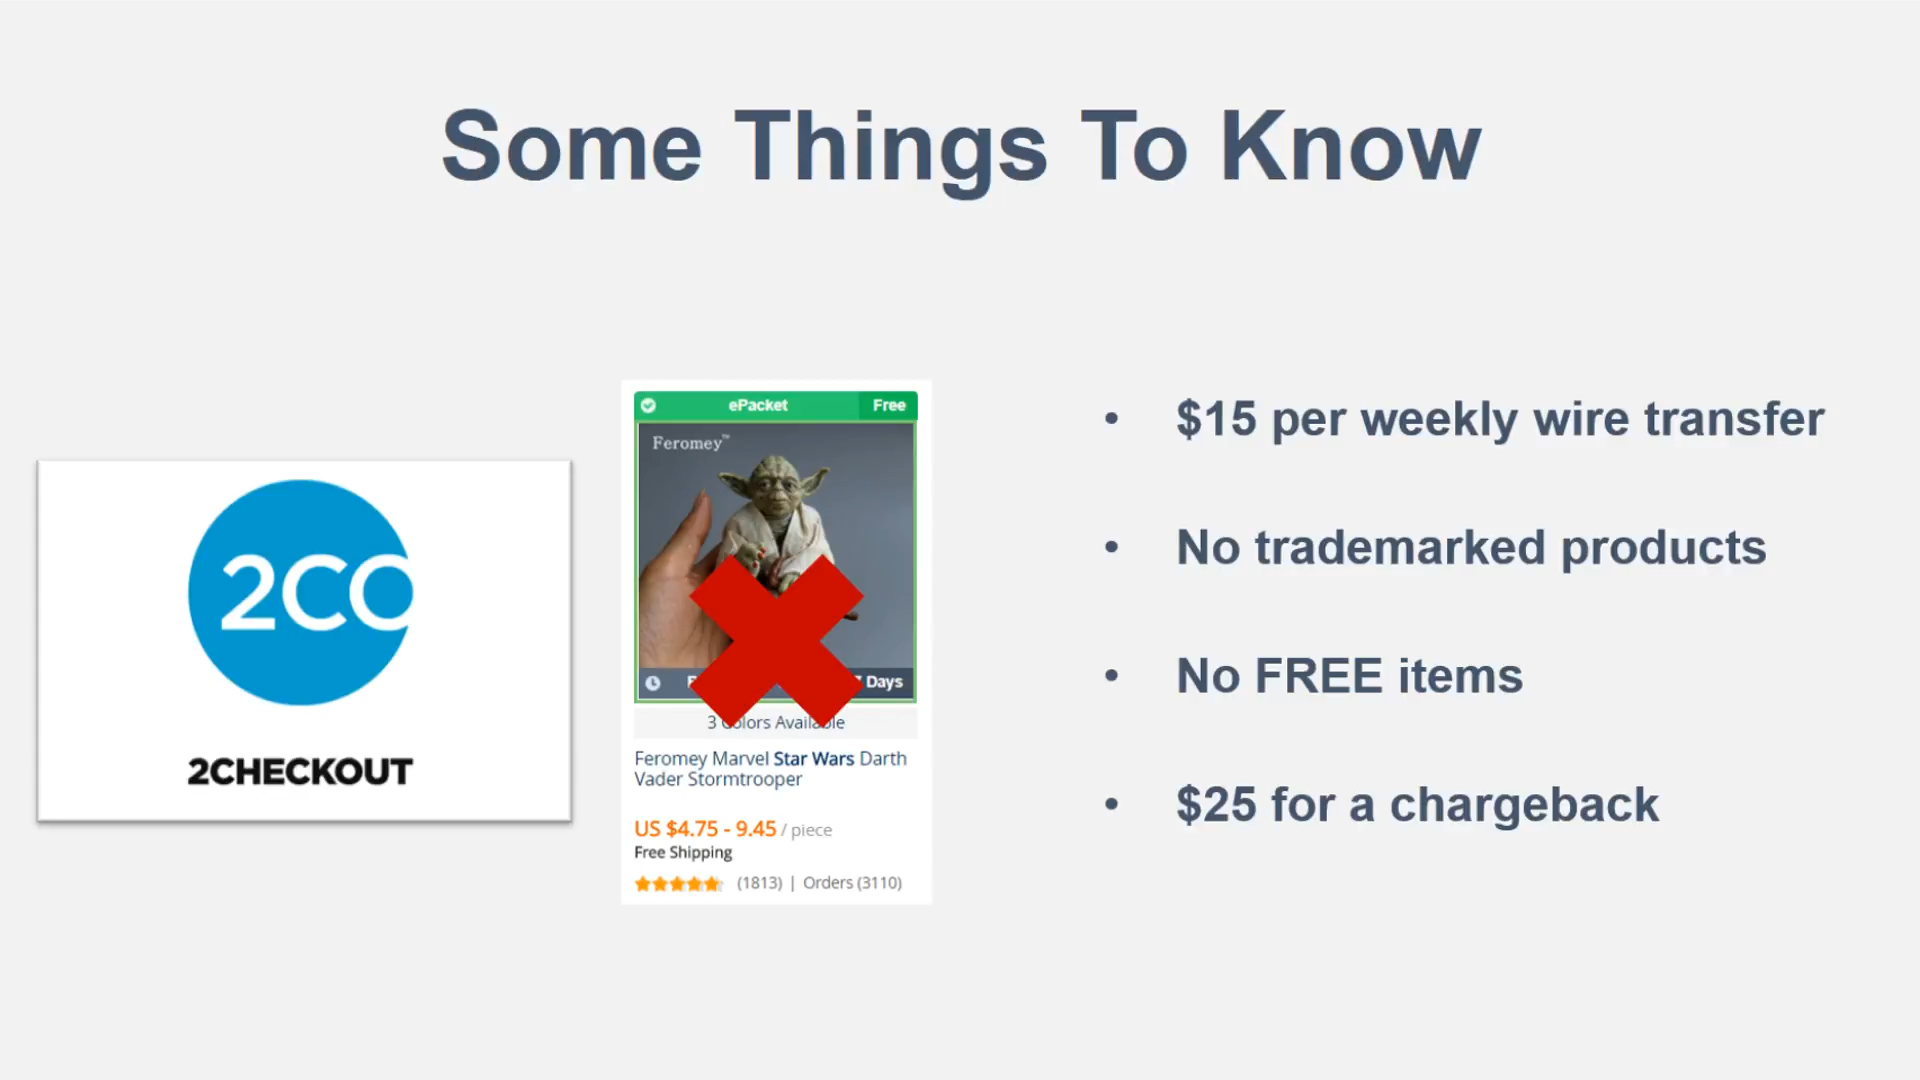 Some Things To Know
2CO
2CHECKOUT
ePacket Free
Feromey™
Days
3 Colors Available
Feromey Marvel Star Wars Darth
Vader Stormtrooper
US $4.75 - 9.45 / piece
Free Shipping
(1813) | Orders (3110)
• $15 per weekly wire transfer
• No trademarked products
• No FREE items
• $25 for a chargeback